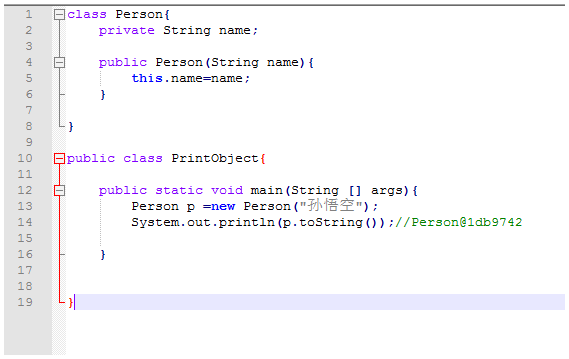 1 class Person{
2 private String name;
3
4 public Person(String name){
5 this.name=name;
6 }
7
8 }
9
10 public class PrintObject{
11
12 public static void main(String [] args){
13 Person p =new Person("孙悟空");
14 System.out.println(p.toString());//Person@1db9742
15
16 }
17
18
19 }